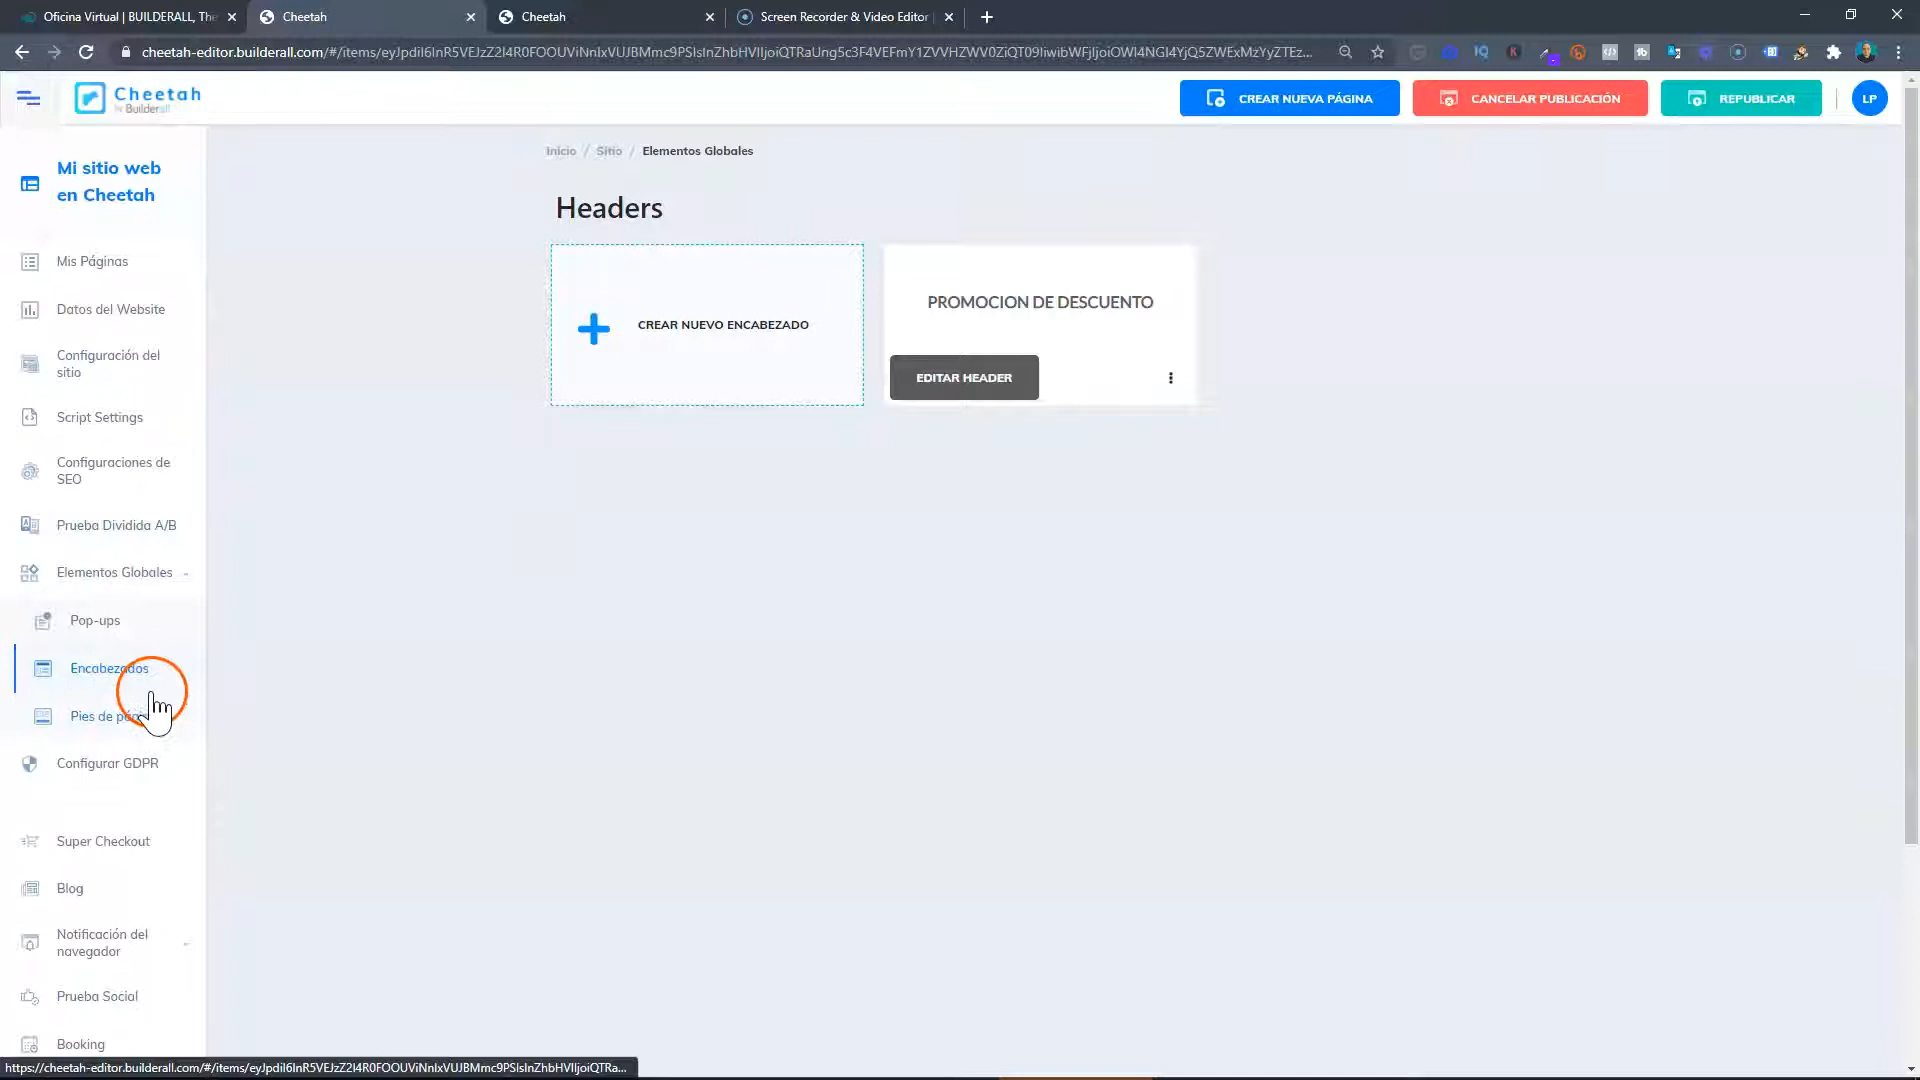 Oficina Virtual | BUILDERALL, The
Cheetah
Cheetah
Screen Recorder & Video Editor
Cheetah
by Builderall
CREAR NUEVA PÁGINA
CANCELAR PUBLICACIÓN
REPUBLICAR
LP
Mi sitio web
en Cheetah
Inicio / Sitio / Elementos Globales
Headers
CREAR NUEVO ENCABEZADO
PROMOCION DE DESCUENTO
EDITAR HEADER
Mis Páginas
Datos del Website
Configuración del
sitio
Script Settings
Configuraciones de
SEO
Prueba Dividida A/B
Elementos Globales
Pop-ups
Encabezados
Pies de
Configurar GDPR
Super Checkout
Blog
Notificación del
navegador
Prueba Social
Booking